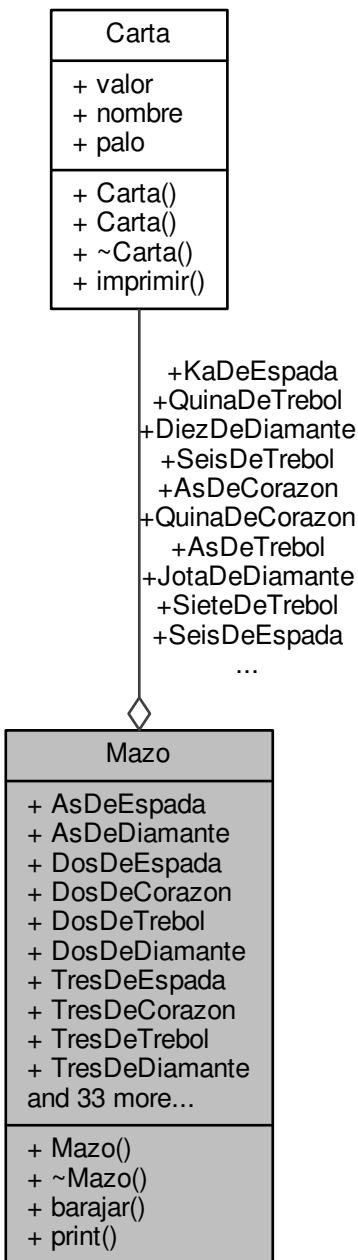 Carta
+ valor
+ nombre
+ palo
+ Carta()
+ Carta()
+ ~Carta()
+ imprimir()
+KaDeEspada
+QuinaDeTrebol
+DiezDeDiamante
+SeisDeTrebol
+AsDeCorazon
+QuinaDeCorazon
+AsDeTrebol
+JotaDeDiamante
+SieteDeTrebol
+SeisDeEspada
...
Mazo
+ AsDeEspada
+ AsDeDiamante
+ DosDeEspada
+ DosDeCorazon
+ DosDeTrebol
+ DosDeDiamante
+ TresDeEspada
+ TresDeCorazon
+ TresDeTrebol
+ TresDeDiamante
and 33 more...
+ Mazo()
+ ~Mazo()
+ barajar()
+ print()